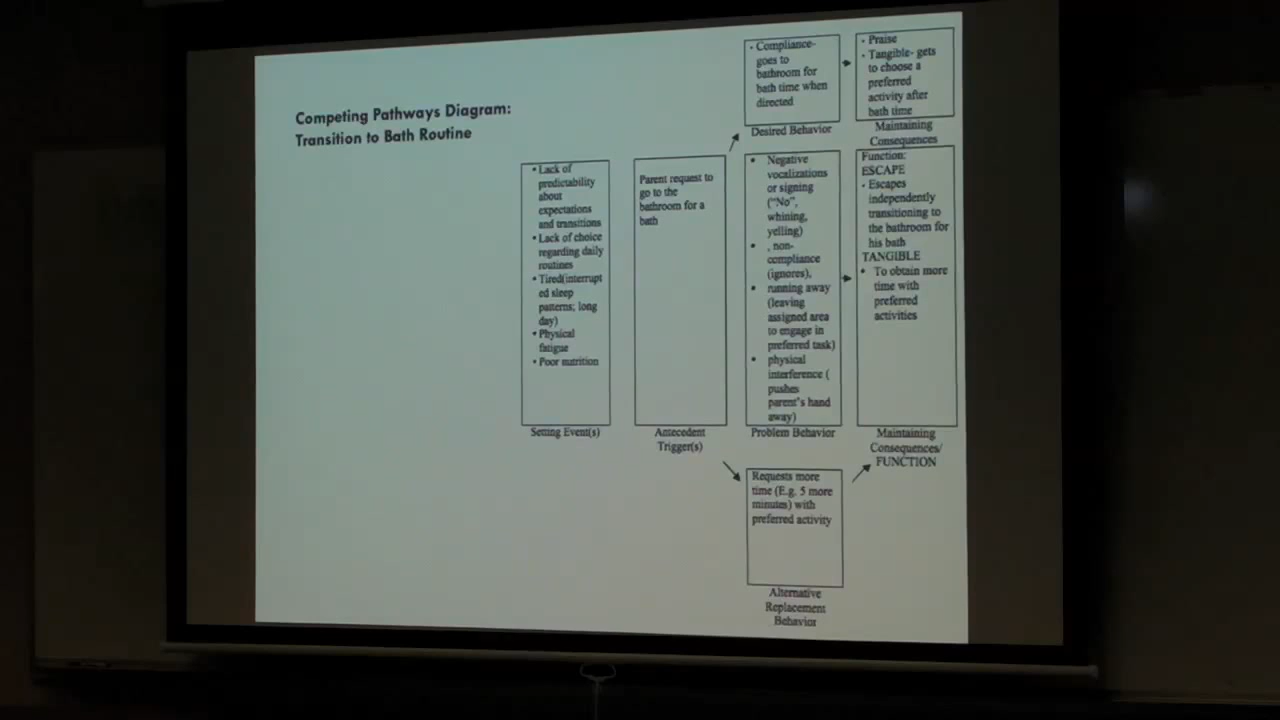 Competing Pathways Diagram:
Transition to Bath Routine
- Compliance-
goes to
bathroom for
bath time when
directed
Desired Behavior
- Praise
- Tangible- gets
to choose a
preferred
activity after
bath time
Maintaining
Consequences
• Lack of
predictability
about
expectations
and transitions
• Lack of choice
regarding daily
routines
• Tired(interrupt
ed sleep
patterns; long
day)
• Physical
fatigue
• Poor nutrition
Setting Event(s)
Parent request to
go to the
bathroom for a
bath
Antecedent
Trigger(s)
• Negative
vocalizations
or signing
("No",
whining,
yelling)
• , non-
compliance
(ignores),
• running away
(leaving
assigned area
to engage in
preferred task)
• physical
interference (
pushes
parent's hand
away)
Problem Behavior
Function:
ESCAPE
- Escapes
independently
transitioning to
the bathroom for
his bath
TANGIBLE
• To obtain more
time with
preferred
activities
Maintaining
Consequences/
FUNCTION
Requests more
time (E.g. 5 more
minutes) with
preferred activity
Alternative
Replacement
Behavior